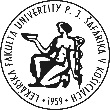 LEKÁRSKA FAKULTA UNIVERZITY P. J. ŠAFÁRIKA V KOŠICIACH
• 1959 •